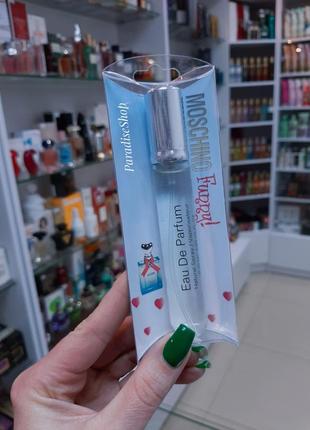 ParadiseShop
MOSCHINO
Funny!
Eau De Parfum